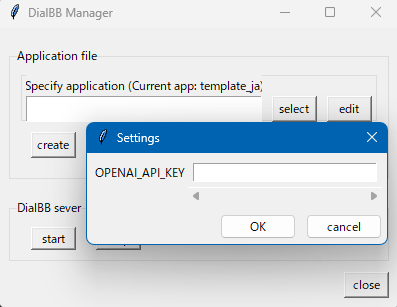 DialBB Manager
Application file
Specify application (Current app: template_ja)
select
edit
create
Settings
OPENAI_API_KEY
OK
cancel
DialBB sever
start
close